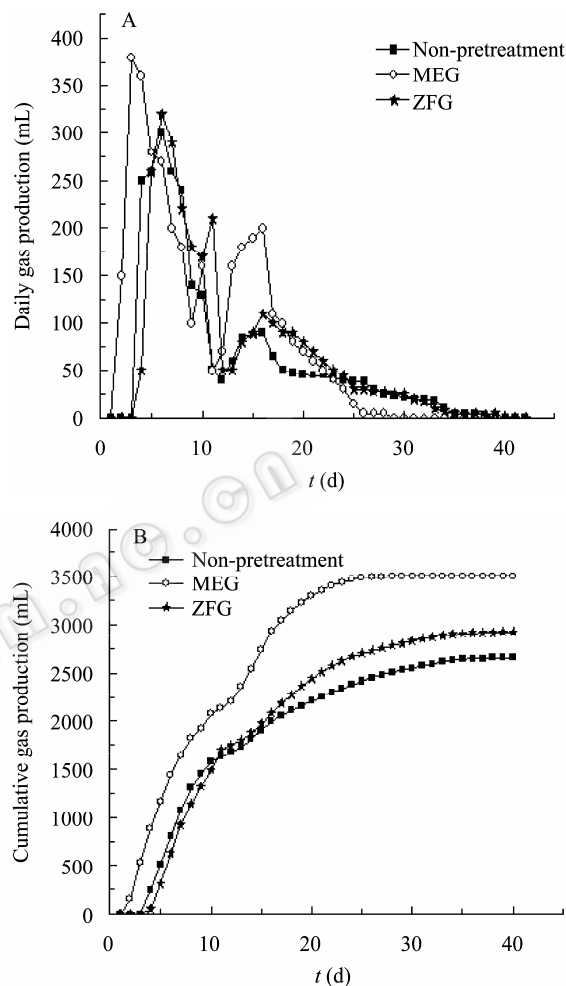 A
400
350
300
250
200
150
100
50
0
Daily gas production (mL)
Non-pretreatment
MEG
ZFG
0
10
20
30
40
t (d)
B
4000
3500
3000
2500
2000
1500
1000
500
0
Cumulative gas production (mL)
Non-pretreatment
MEG
ZFG
0
10
20
30
40
t (d)